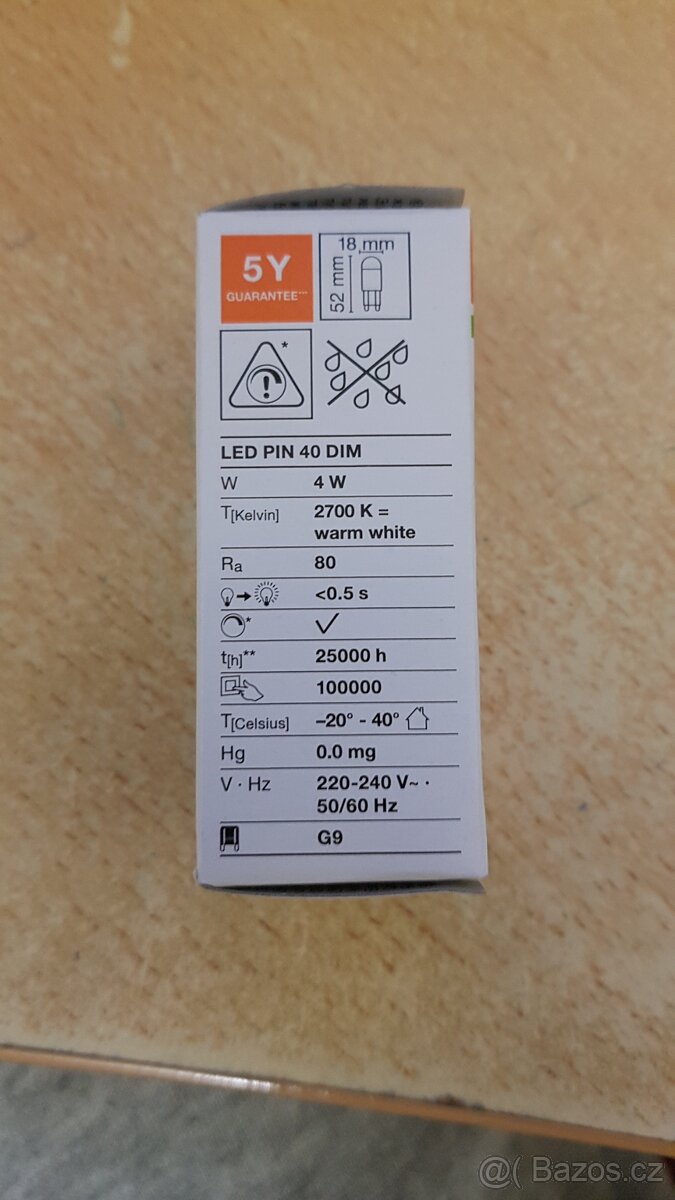 5Y
GUARANTEE***
18 mm
52 mm
*
LED PIN 40 DIM
W 4 W
T[Kelvin] 2700 K =
warm white
Ra 80
<0.5 s
* ✓
t[h]** 25000 h
100000
T[Celsius] –20° - 40°
Hg 0.0 mg
V · Hz 220-240 V~ ·
50/60 Hz
G9
@( Bazos.cz